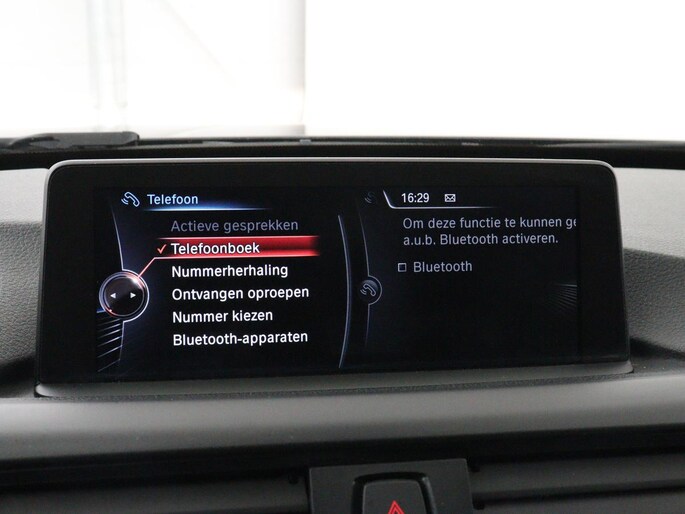 Telefoon
Actieve gesprekken
Telefoonboek
Nummerherhaling
Ontvangen oproepen
Nummer kiezen
Bluetooth-apparaten
16:29
Om deze functie te kunnen ge
a.u.b. Bluetooth activeren.
Bluetooth